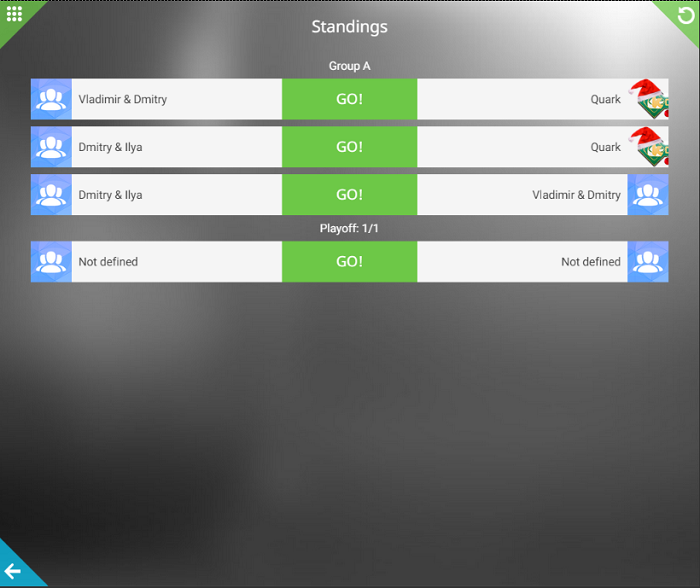 Standings
Group A
Vladimir & Dmitry GO! Quark
Dmitry & Ilya GO! Quark
Dmitry & Ilya GO! Vladimir & Dmitry
Playoff: 1/1
Not defined GO! Not defined